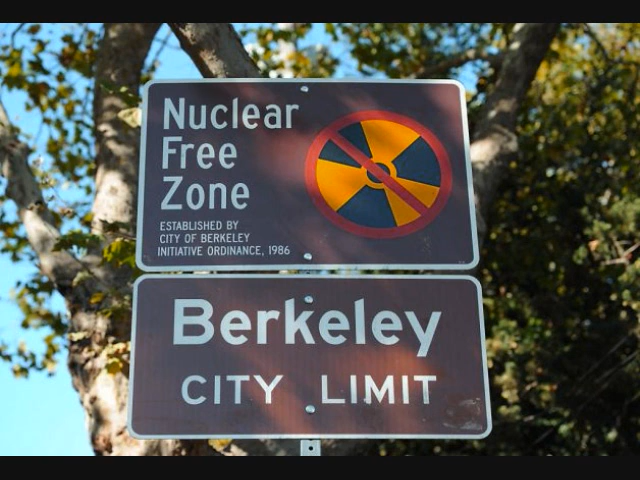 Nuclear
Free
Zone
ESTABLISHED BY
CITY OF BERKELEY
INITIATIVE ORDINANCE, 1986
Berkeley
CITY LIMIT